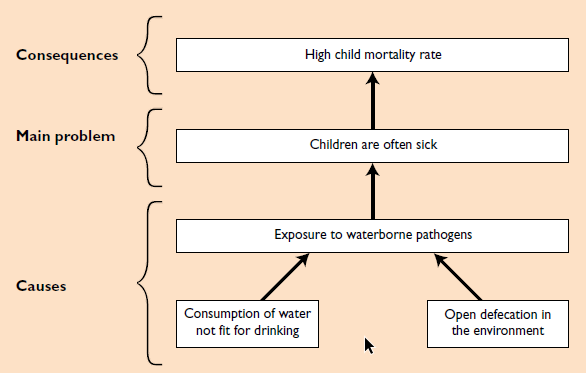 Consequences
High child mortality rate
Main problem
Children are often sick
Exposure to waterborne pathogens
Causes
Consumption of water
not fit for drinking
Open defecation in
the environment